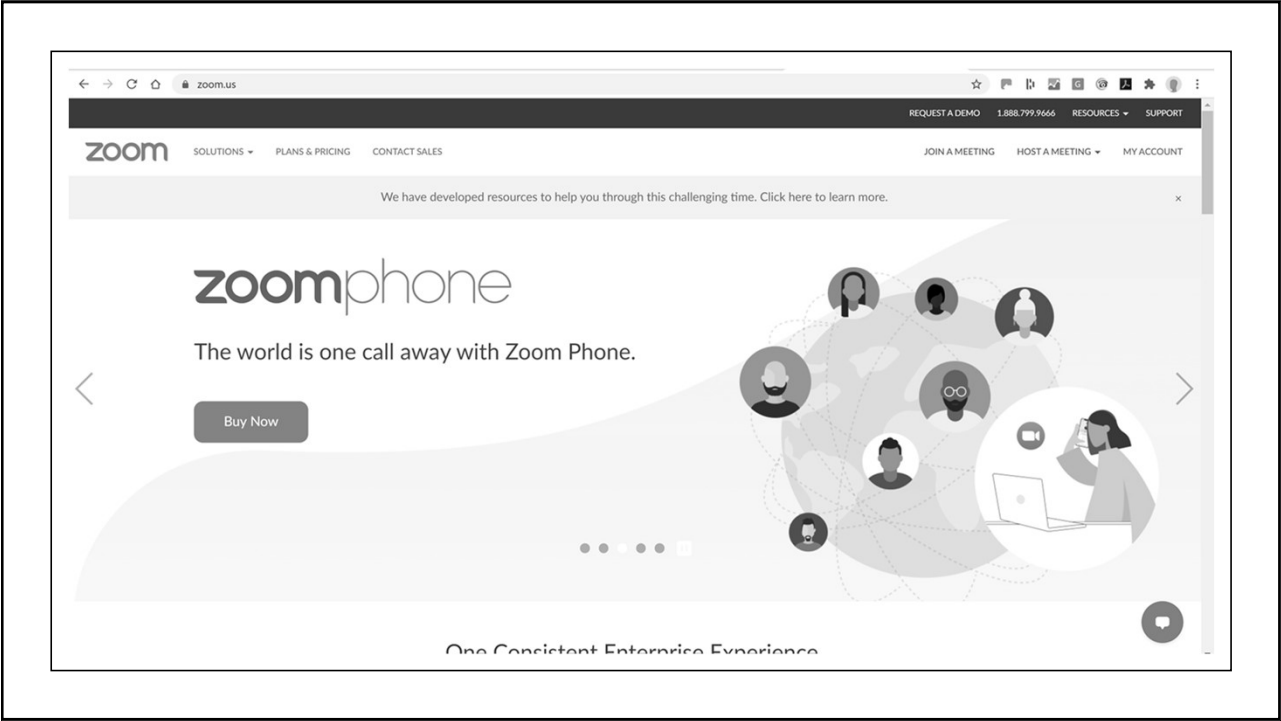 zoom.us
REQUEST A DEMO 1.888.799.9666 RESOURCES SUPPORT
zoom SOLUTIONS PLANS & PRICING CONTACT SALES JOIN A MEETING HOST A MEETING MY ACCOUNT
We have developed resources to help you through this challenging time. Click here to learn more.
zoomphone
The world is one call away with Zoom Phone.
Buy Now
One Consistent Enterprise Experience